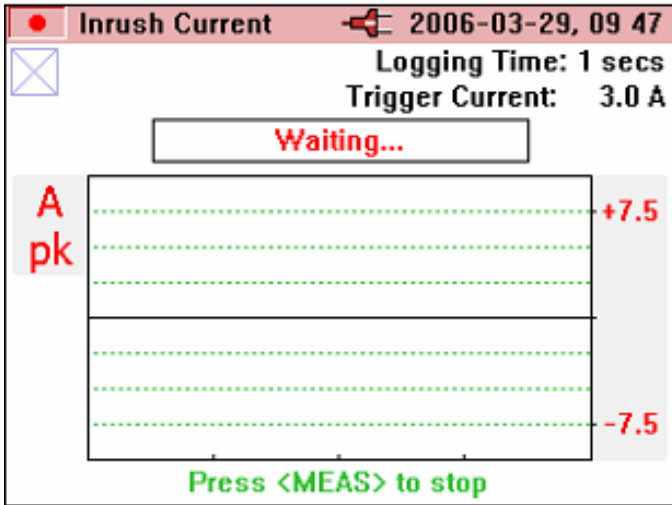 Inrush Current 2006-03-29, 09 47
Logging Time: 1 secs
Trigger Current: 3.0 A
Waiting...
A
pk
+7.5
-7.5
Press <MEAS> to stop